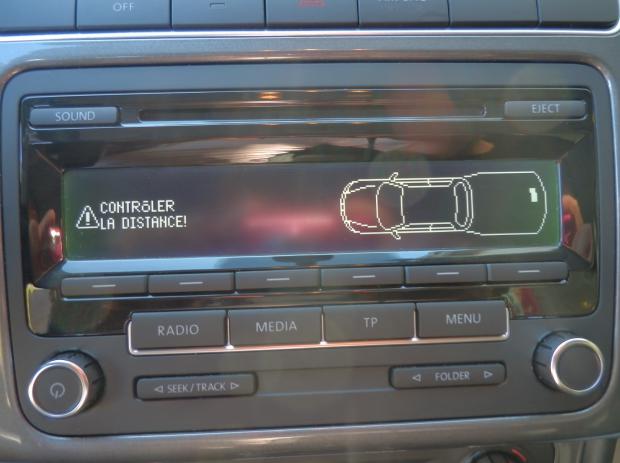 OFF
SOUND
EJECT
CONTRÔLER
LA DISTANCE!
RADIO
MEDIA
TP
MENU
SEEK/TRACK
FOLDER